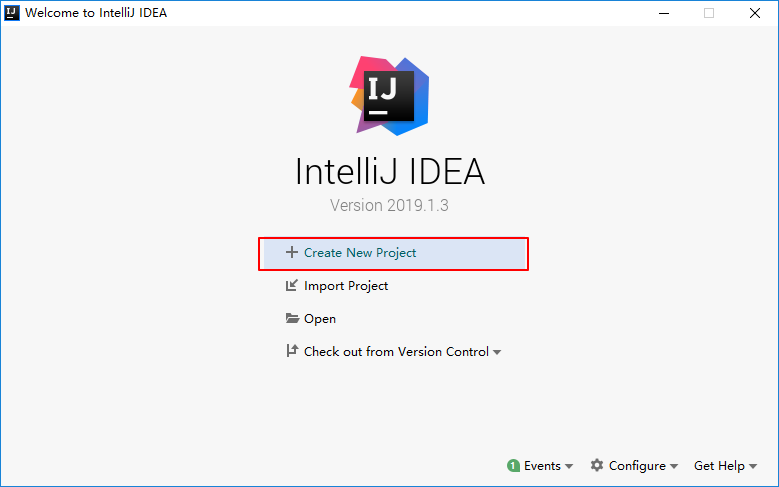 Welcome to IntelliJ IDEA
IJ
IntelliJ IDEA
Version 2019.1.3
Create New Project
Import Project
Open
Check out from Version Control
1 Events Configure Get Help